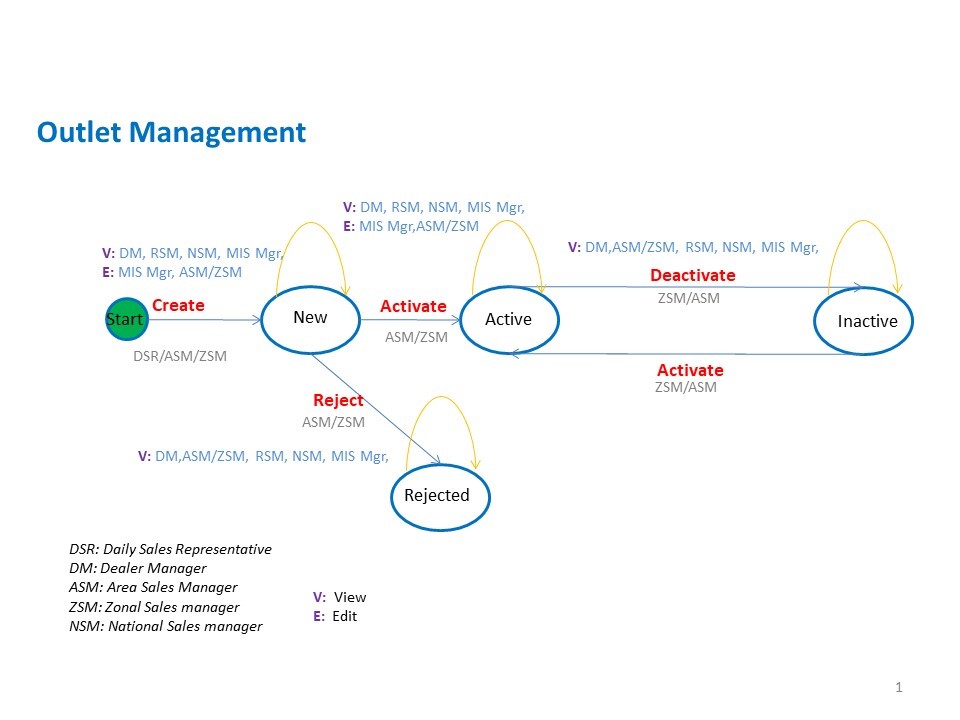 Outlet Management
V: DM, RSM, NSM, MIS Mgr,
E: MIS Mgr,ASM/ZSM
V: DM, RSM, NSM, MIS Mgr,
E: MIS Mgr, ASM/ZSM
V: DM,ASM/ZSM, RSM, NSM, MIS Mgr,
Deactivate
ZSM/ASM
Start
Create
DSR/ASM/ZSM
New
Activate
ASM/ZSM
Active
Inactive
Activate
ZSM/ASM
Reject
ASM/ZSM
V: DM,ASM/ZSM, RSM, NSM, MIS Mgr,
Rejected
DSR: Daily Sales Representative
DM: Dealer Manager
ASM: Area Sales Manager
ZSM: Zonal Sales manager
NSM: National Sales manager
V: View
E: Edit
1